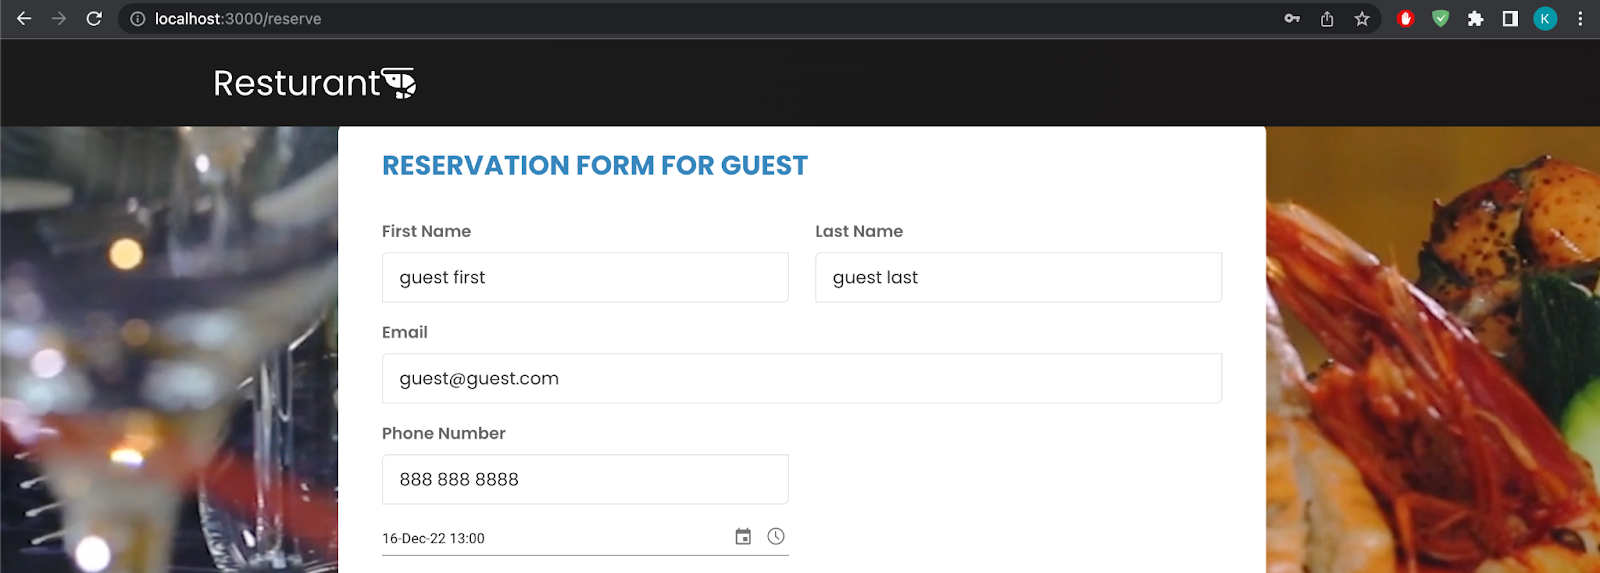 localhost:3000/reserve
K
Resturant
RESERVATION FORM FOR GUEST
First Name
Last Name
guest first
guest last
Email
guest@guest.com
Phone Number
888 888 8888
16-Dec-22 13:00